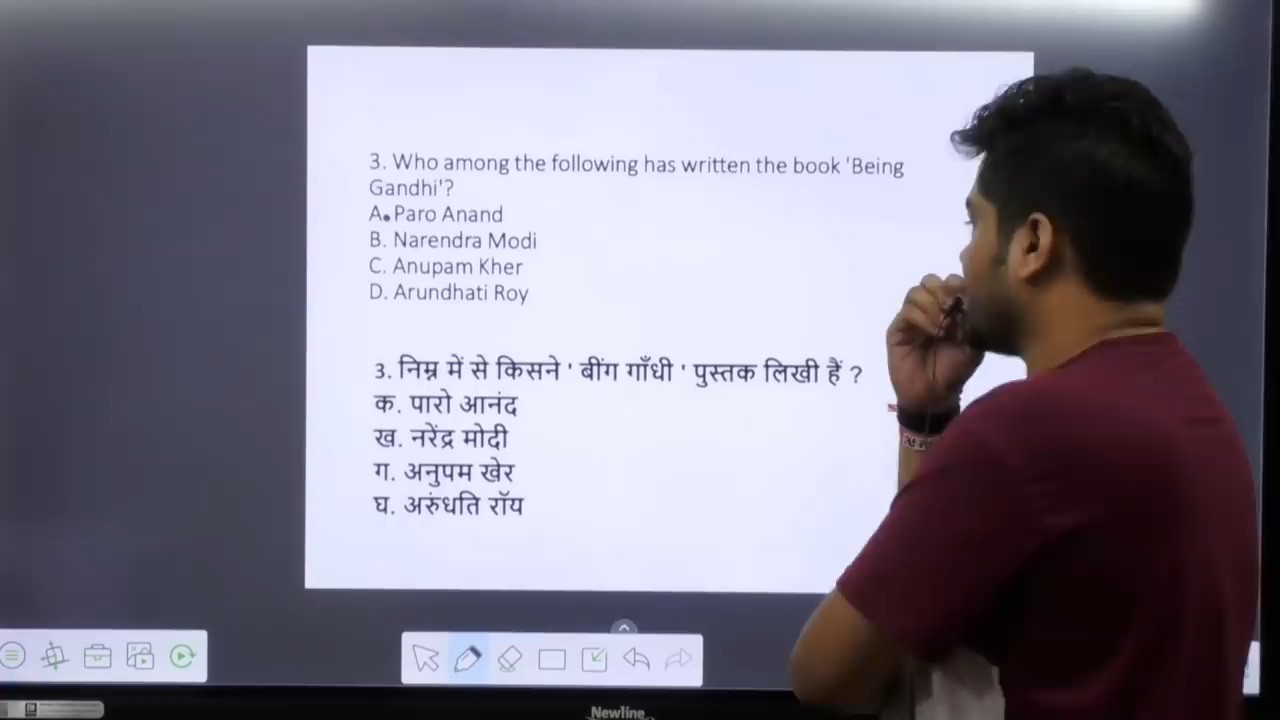 3. Who among the following has written the book 'Being
Gandhi'?
A. Paro Anand
B. Narendra Modi
C. Anupam Kher
D. Arundhati Roy
3. निम्न में से किसने ' बींग गाँधी ' पुस्तक लिखी हैं ?
क. पारो आनंद
ख. नरेंद्र मोदी
ग. अनुपम खेर
घ. अरुंधति रॉय
Newline